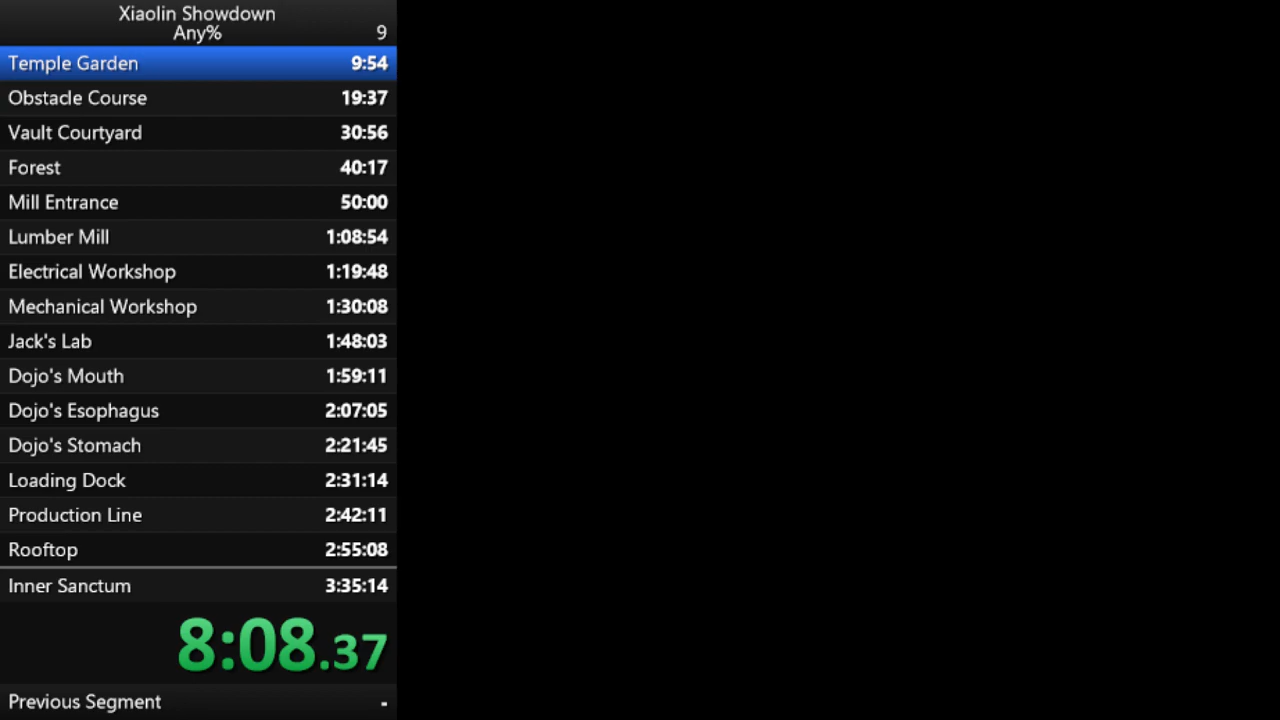 Xiaolin Showdown
Any% 9
Temple Garden 9:54
Obstacle Course 19:37
Vault Courtyard 30:56
Forest 40:17
Mill Entrance 50:00
Lumber Mill 1:08:54
Electrical Workshop 1:19:48
Mechanical Workshop 1:30:08
Jack's Lab 1:48:03
Dojo's Mouth 1:59:11
Dojo's Esophagus 2:07:05
Dojo's Stomach 2:21:45
Loading Dock 2:31:14
Production Line 2:42:11
Rooftop 2:55:08
Inner Sanctum 3:35:14
8:08.37
Previous Segment -